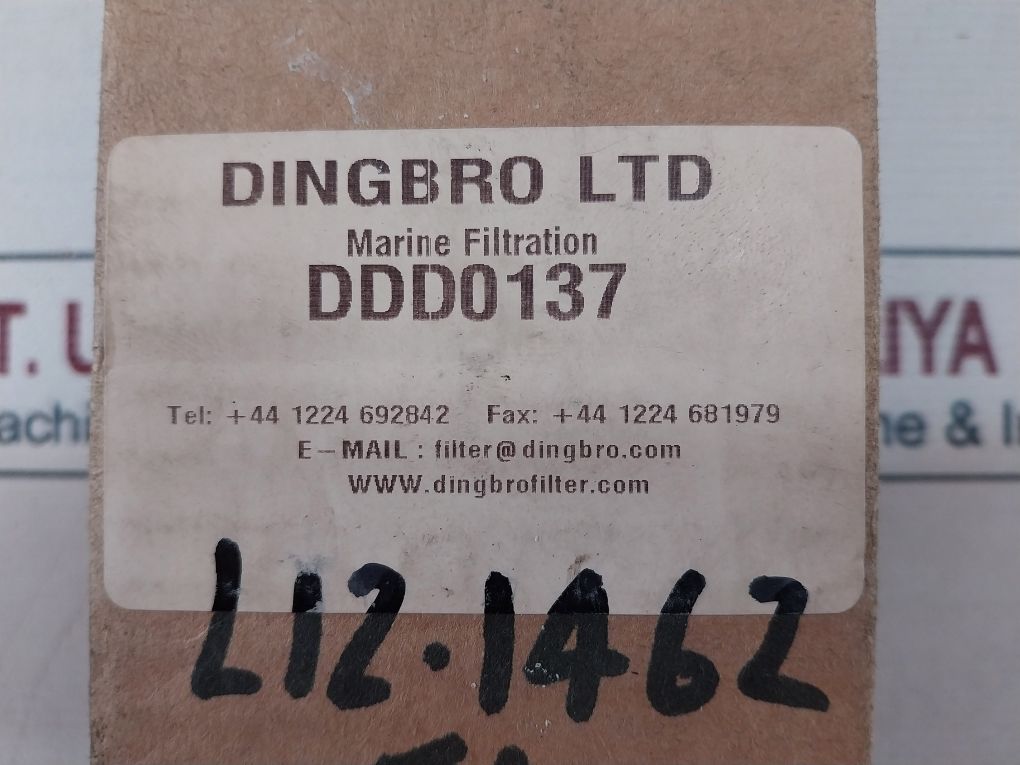 DINGBRO LTD
Marine Filtration
DDD0137
Tel: +44 1224 692842 Fax: +44 1224 681979
E-MAIL : filter@dingbro.com
WWW.dingbrofilter.com
L12.1462